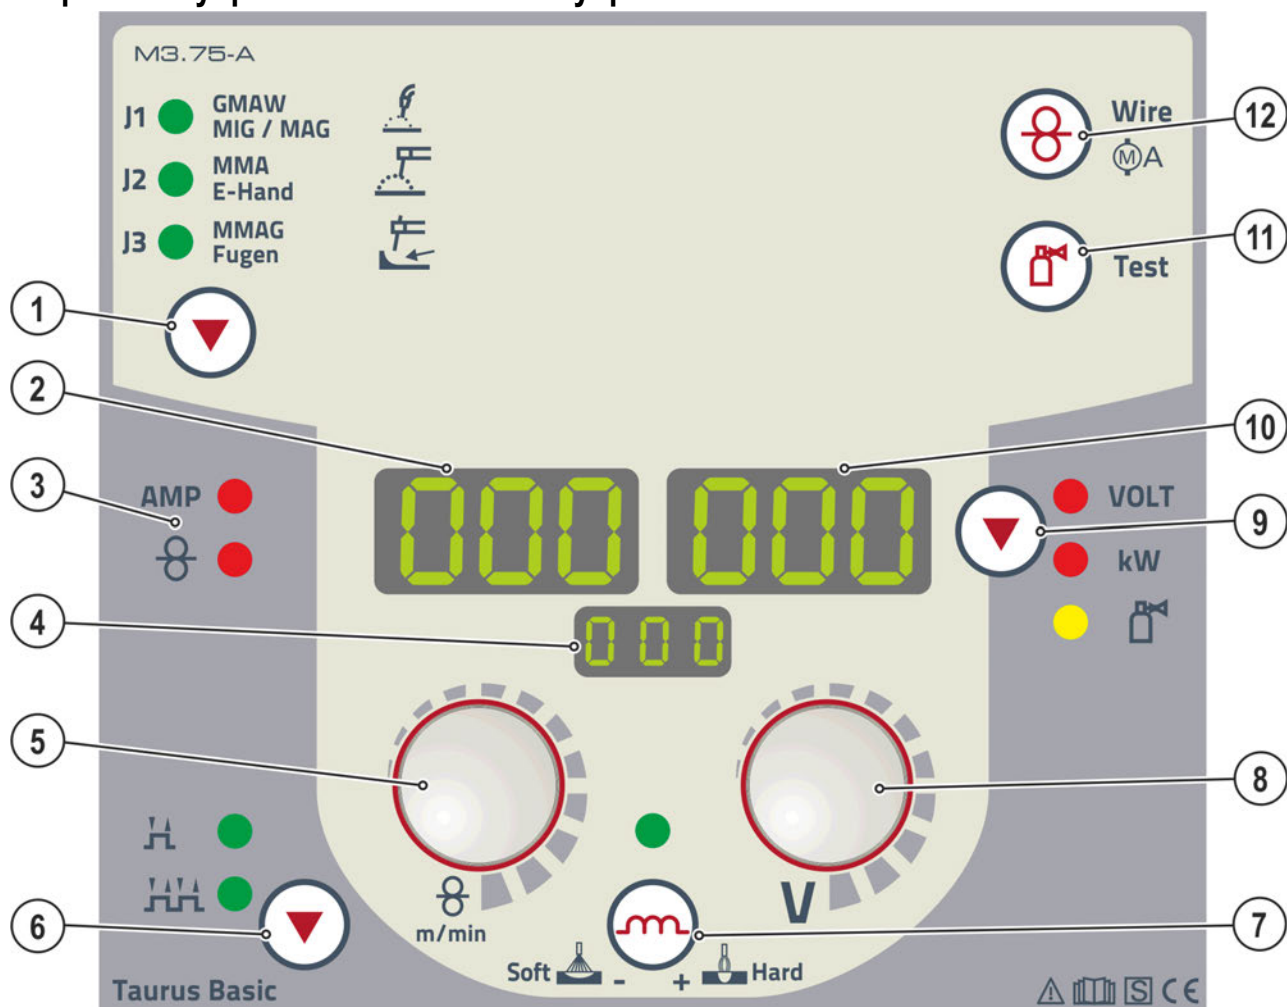 M3.75-A
J1 GMAW
MIG / MAG
J2 MMA
E-Hand
J3 MMAG
Fugen
Wire
M A
Test
12
11
1
2
10
3
AMP
000
000
VOLT
9
kW
4
000
5
8
m/min
V
6
7
Soft - + Hard
Taurus Basic
S CE